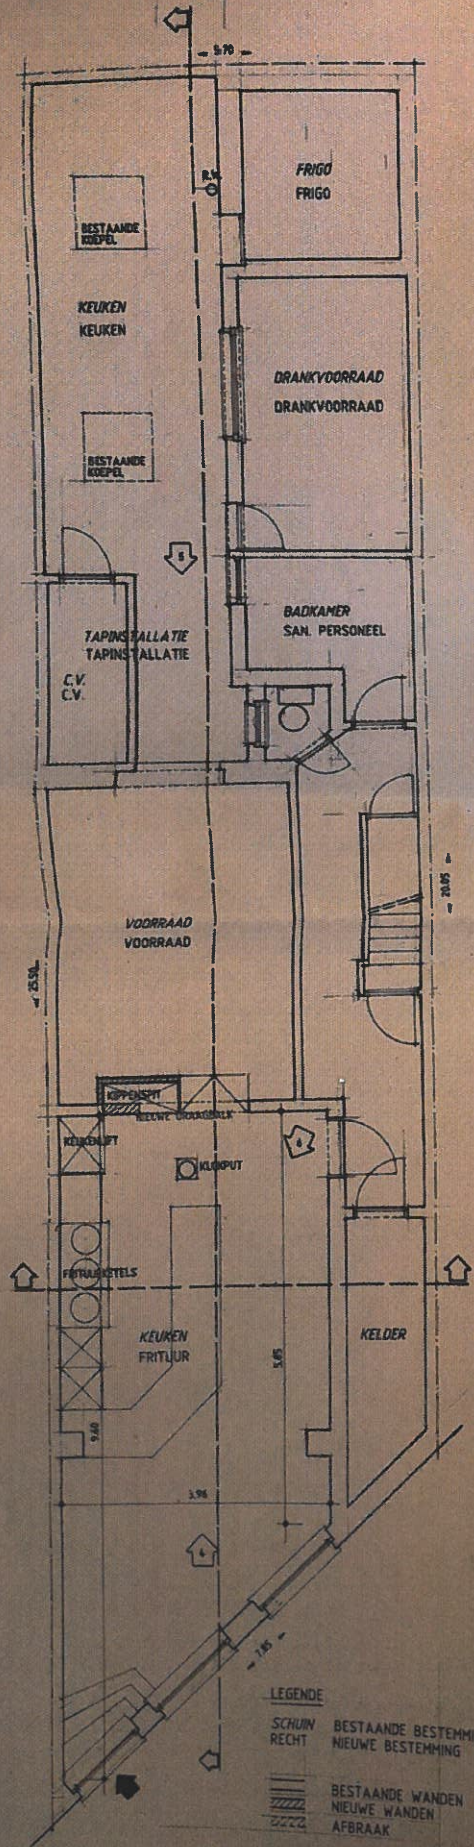 5.70
R.W.
FRIGO
FRIGO
BESTAANDE
KOEPEL
KEUKEN
KEUKEN
DRANKVOORRAAD
DRANKVOORRAAD
BESTAANDE
KOEPEL
5
BADKAMER
SAN. PERSONEEL
TAPINSTALLATIE
TAPINSTALLATIE
C.V.
C.V.
20.05
VOORRAAD
VOORRAAD
25.50
KIPPENSPIT
NIEUWE DRAAGBALK
KEUKENLIFT
KLOKPUT
6
FRITUURKETELS
KEUKEN
FRITUUR
KELDER
5.85
9.60
3.96
4
7.85
LEGENDE
SCHUIN BESTAANDE BESTEMMI
RECHT NIEUWE BESTEMMING
BESTAANDE WANDEN
NIEUWE WANDEN
AFBRAAK